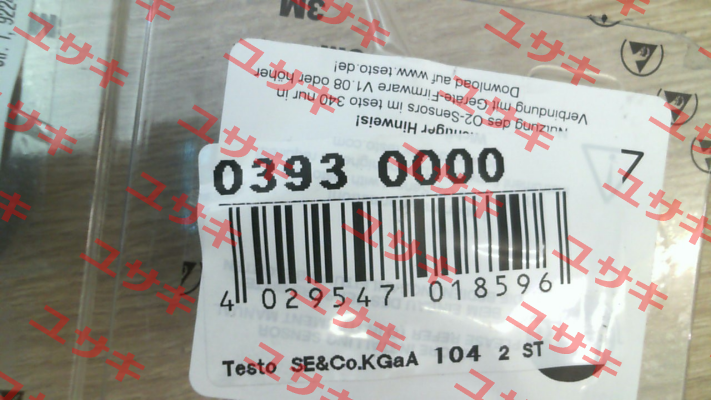 3M
Download auf www.testo.de!
Verbindung mit Geräte-Firmware V1.08 oder höher
Nutzung des O2-Sensors im testo 340 nur in
Hinweis!
0393 0000
7
4 029547 018596
Testo SE&Co.KGaA 104 2 ST
ユサキ